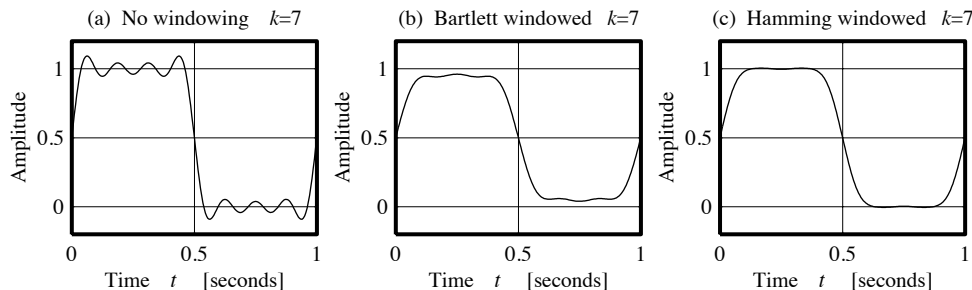 (a) No windowing k=7
(b) Bartlett windowed k=7
(c) Hamming windowed k=7
Amplitude
1
0.5
0
0 0.5 1
Time t [seconds]
Amplitude
1
0.5
0
0 0.5 1
Time t [seconds]
Amplitude
1
0.5
0
0 0.5 1
Time t [seconds]